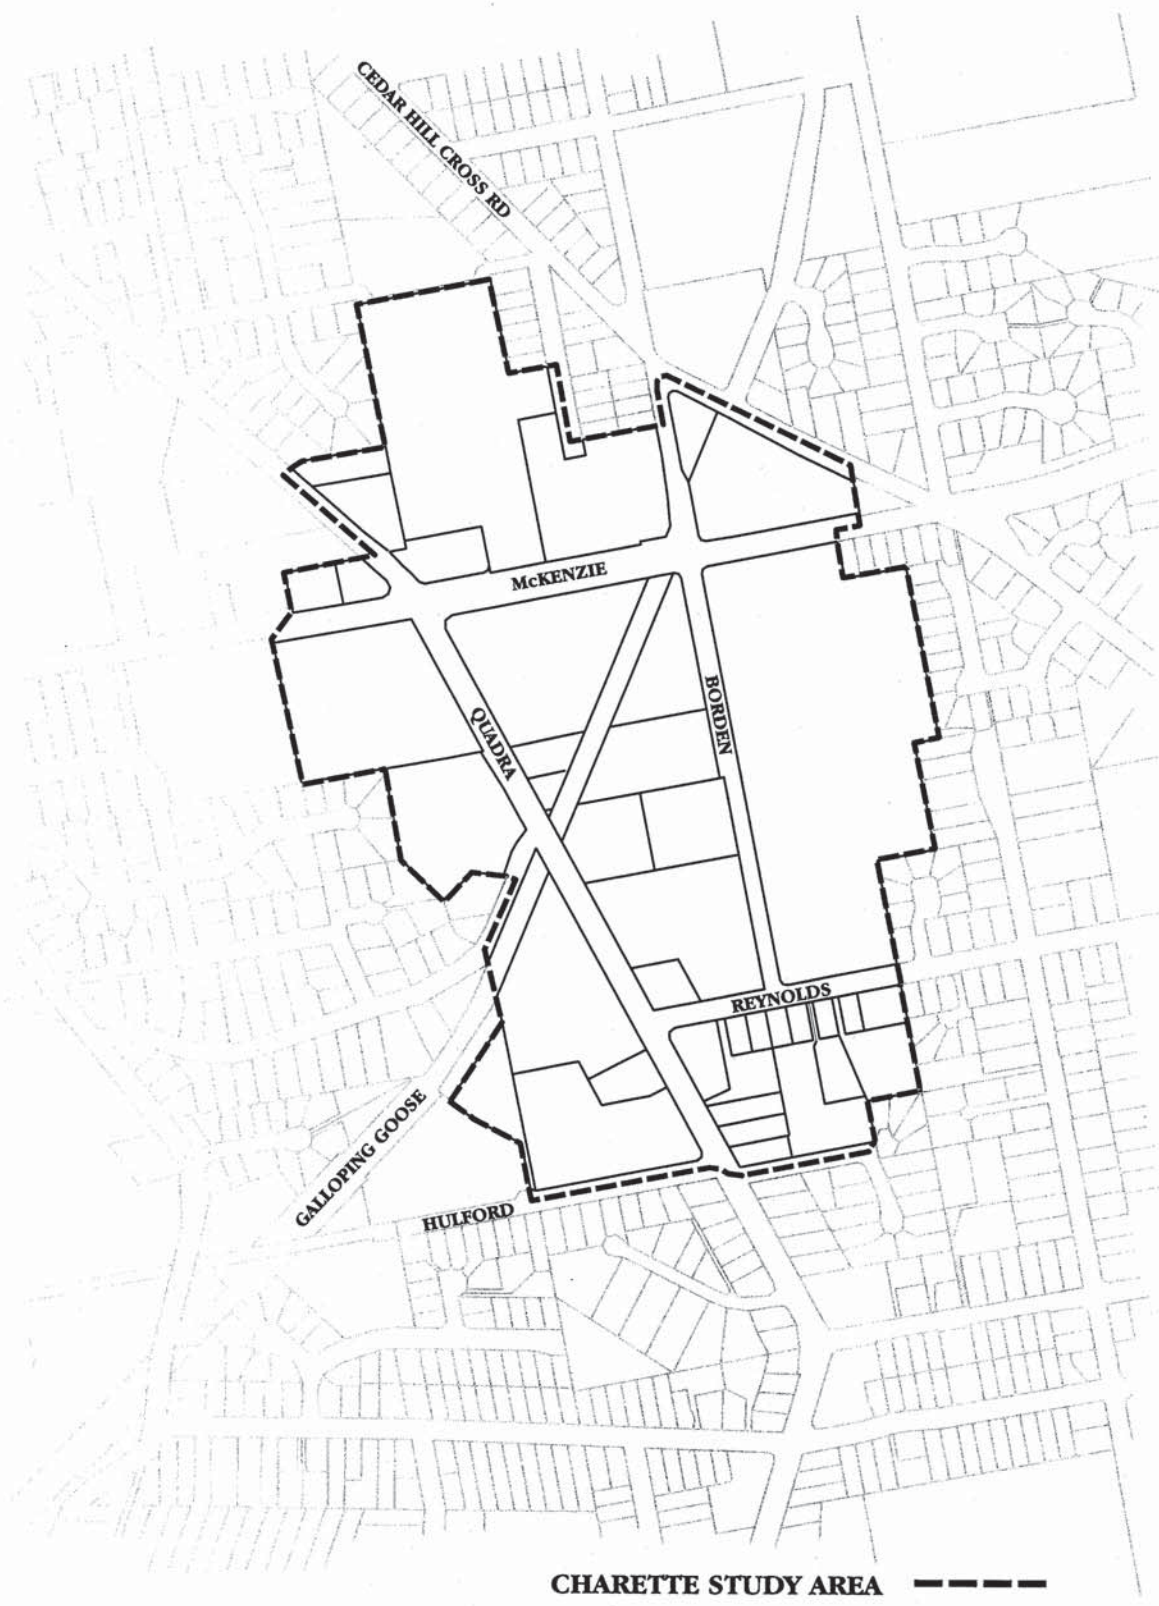 CEDAR HILL CROSS RD
McKENZIE
BORDEN
QUADRA
REYNOLDS
GALLOPING GOOSE
HULFORD
CHARETTE STUDY AREA